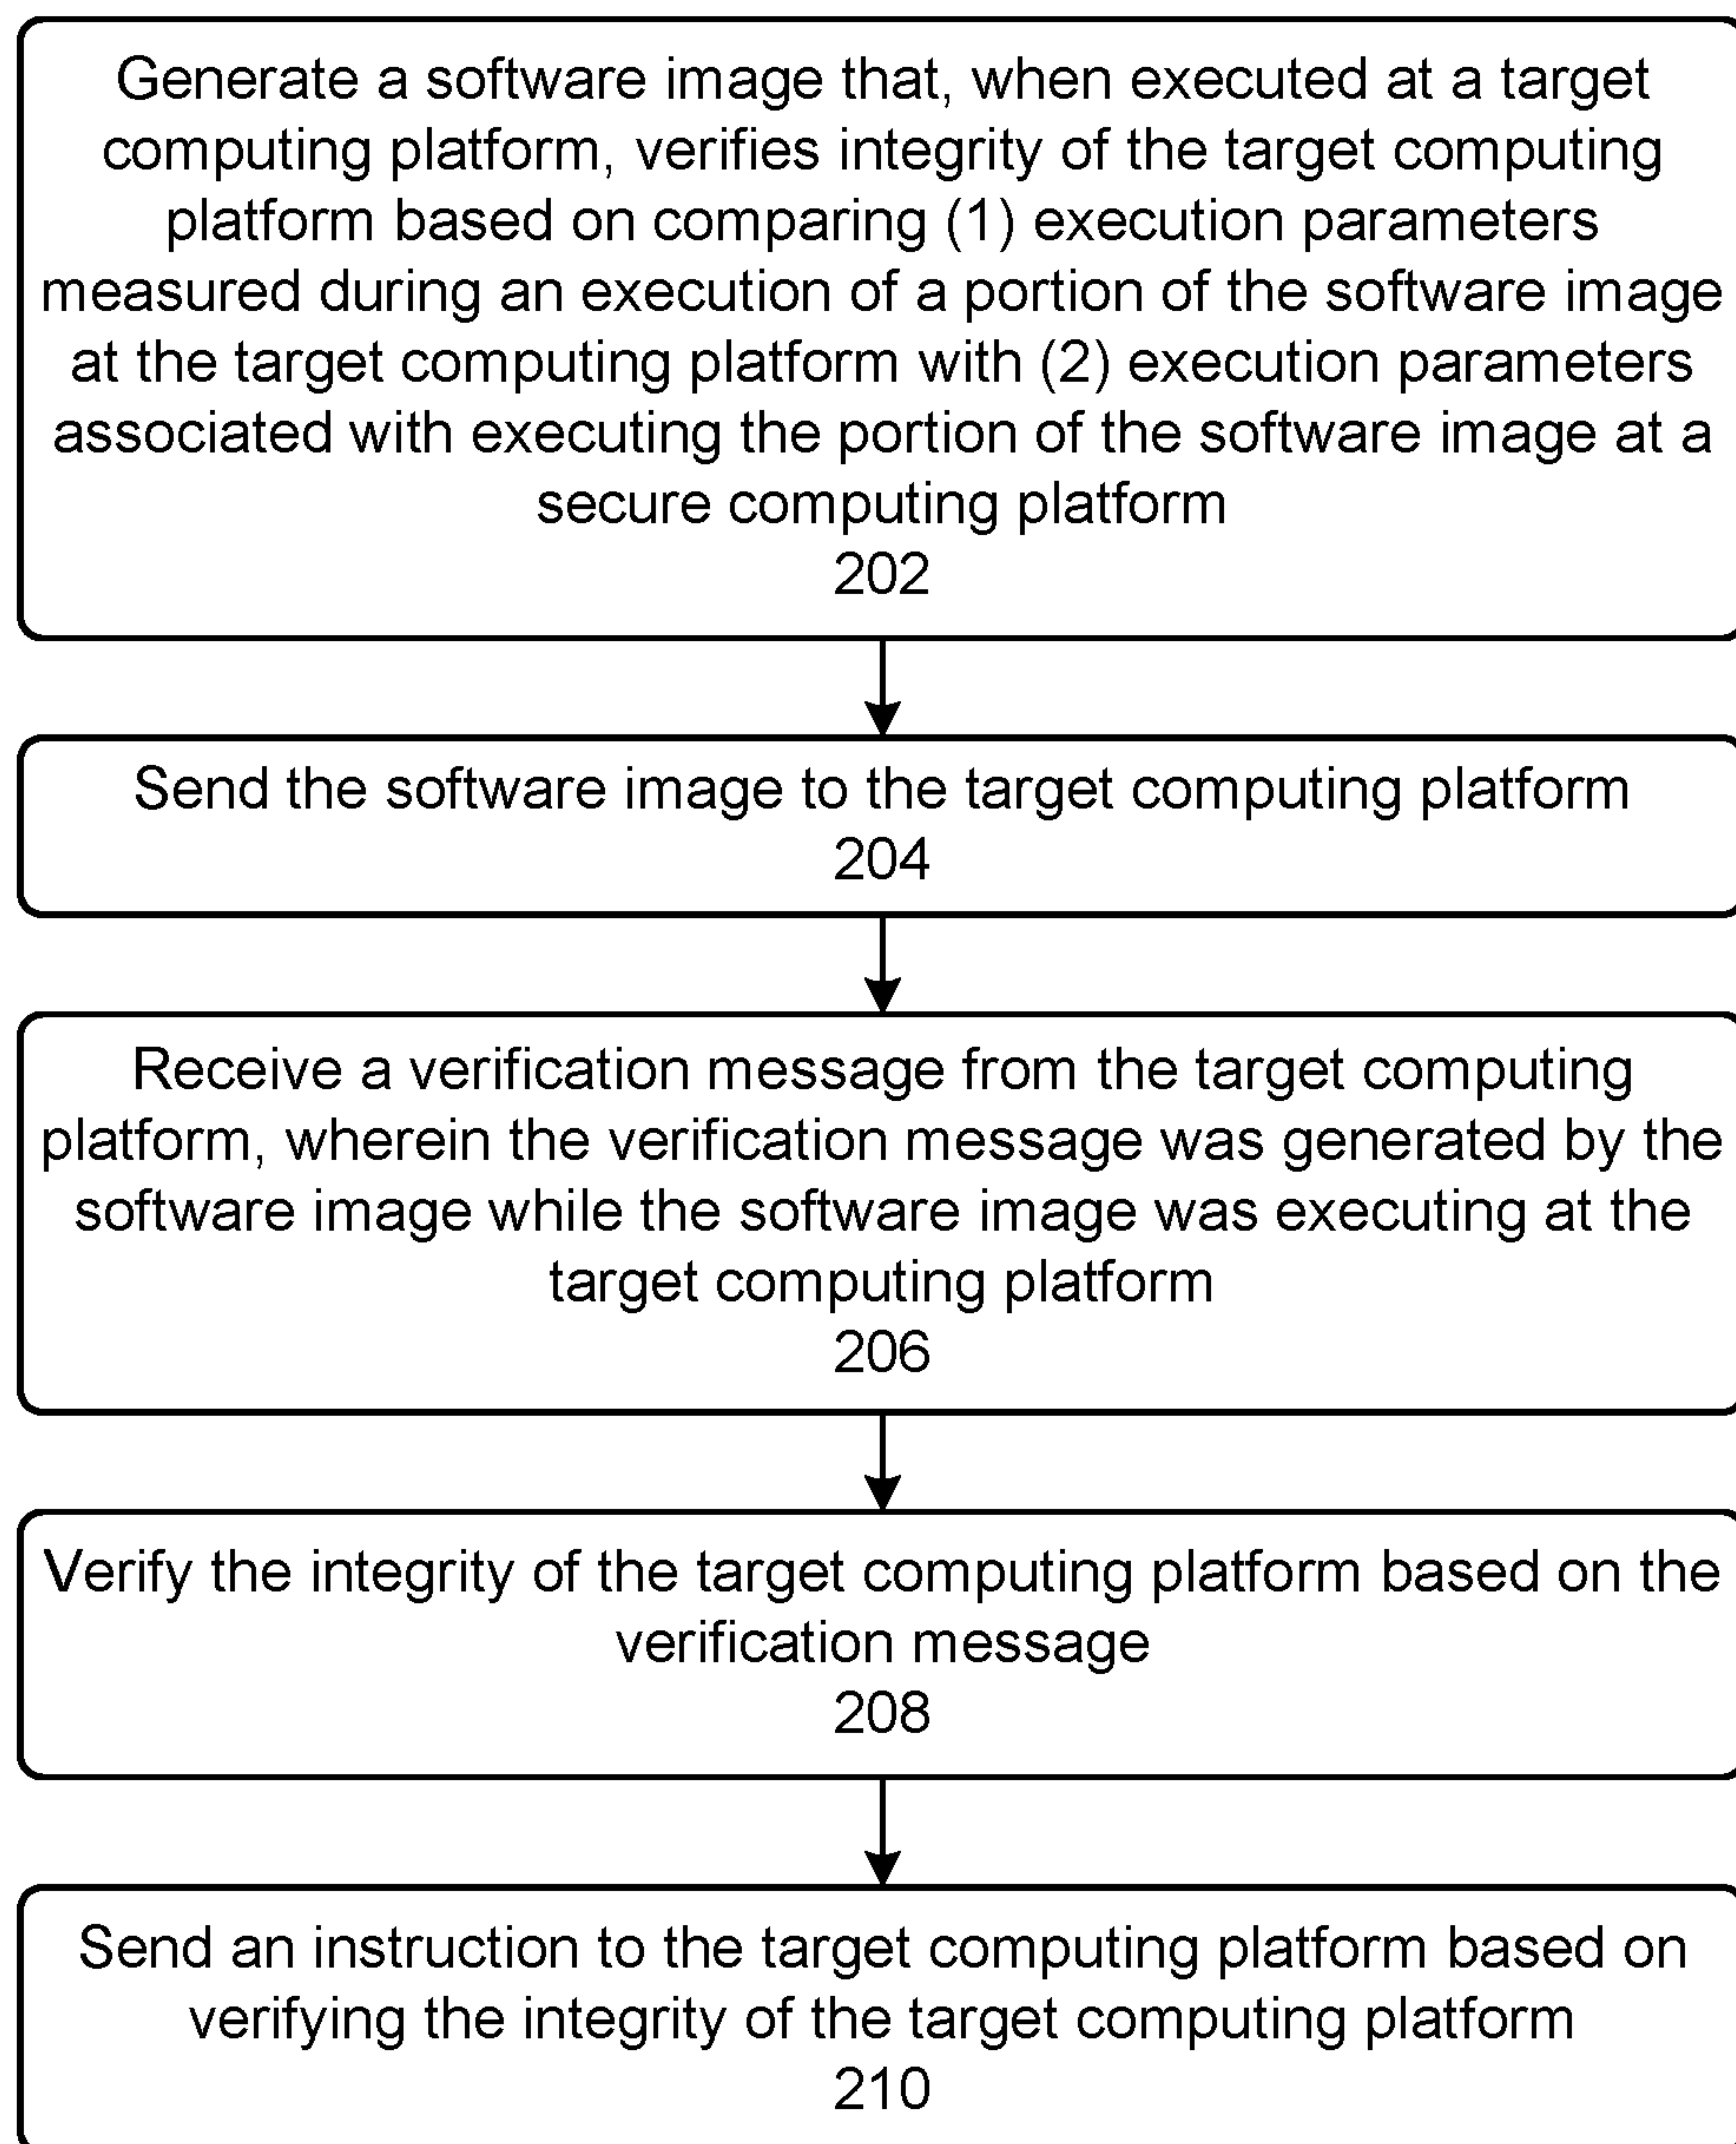 Generate a software image that, when executed at a target
computing platform, verifies integrity of the target computing
platform based on comparing (1) execution parameters
measured during an execution of a portion of the software image
at the target computing platform with (2) execution parameters
associated with executing the portion of the software image at a
secure computing platform
202
Send the software image to the target computing platform
204
Receive a verification message from the target computing
platform, wherein the verification message was generated by the
software image while the software image was executing at the
target computing platform
206
Verify the integrity of the target computing platform based on the
verification message
208
Send an instruction to the target computing platform based on
verifying the integrity of the target computing platform
210